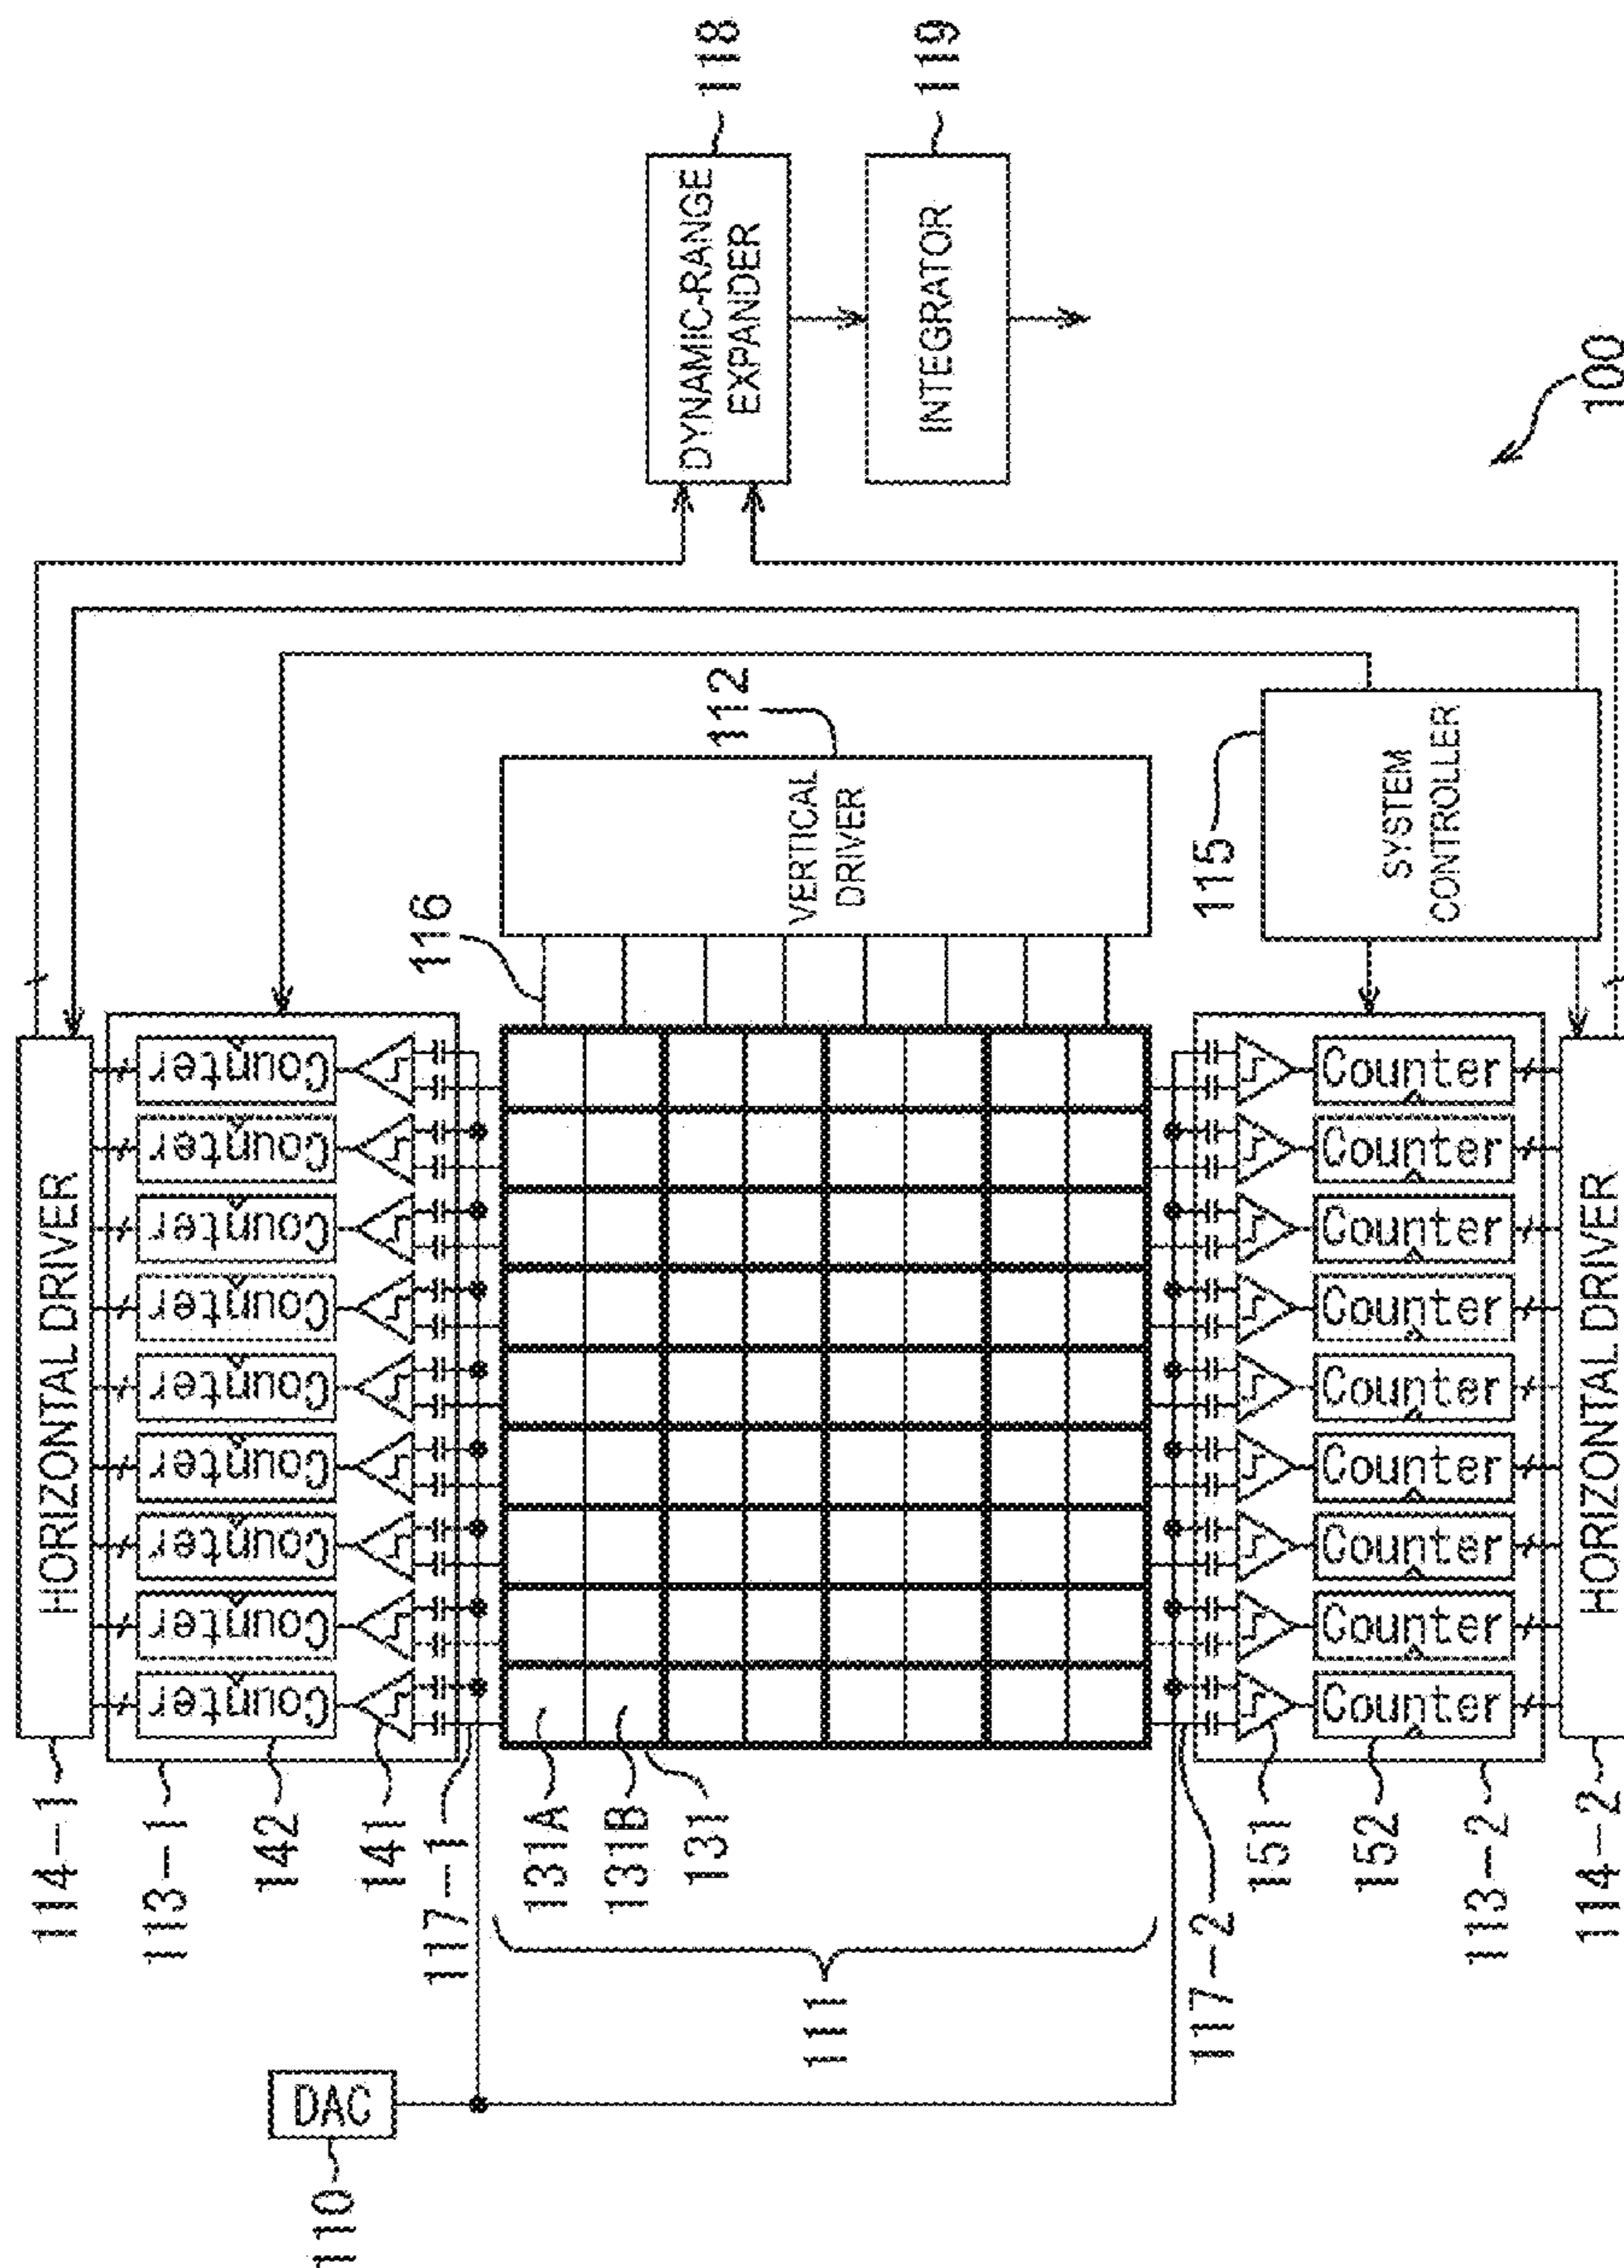 114-1
HORIZONTAL DRIVER
113-1
142
Counter
Counter
Counter
Counter
Counter
Counter
Counter
Counter
Counter
141
117-1
116
110
DAC
131A
131B
131
111
VERTICAL
DRIVER
112
118
DYNAMIC-RANGE
EXPANDER
119
INTEGRATOR
117-2
151
152
Counter
Counter
Counter
Counter
Counter
Counter
Counter
Counter
Counter
113-2
115
SYSTEM
CONTROLLER
114-2
HORIZONTAL DRIVER
100